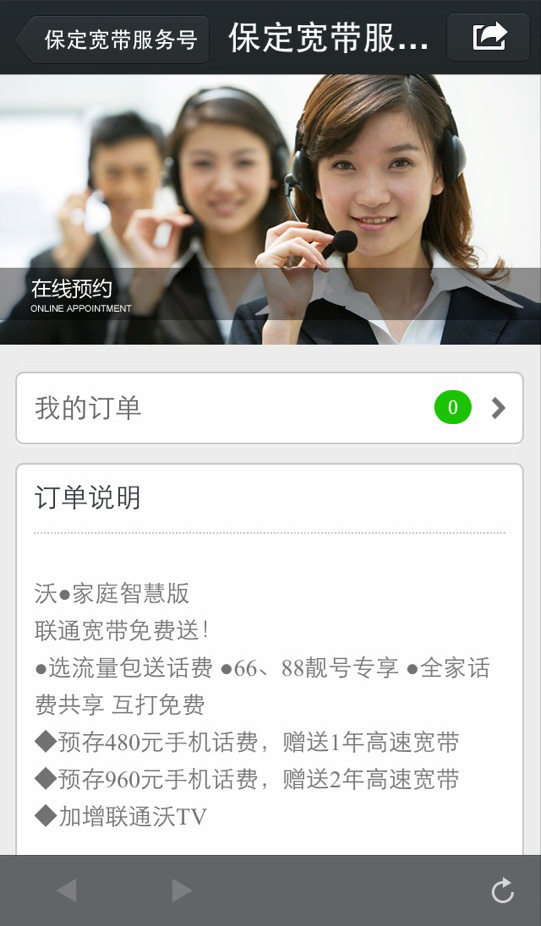 保定宽带服务号
保定宽带服...
在线预约
ONLINE APPOINTMENT
我的订单
0
订单说明
沃●家庭智慧版
联通宽带免费送!
●选流量包送话费 ●66、88靓号专享 ●全家话
费共享 互打免费
◆预存480元手机话费，赠送1年高速宽带
◆预存960元手机话费，赠送2年高速宽带
◆加增联通沃TV